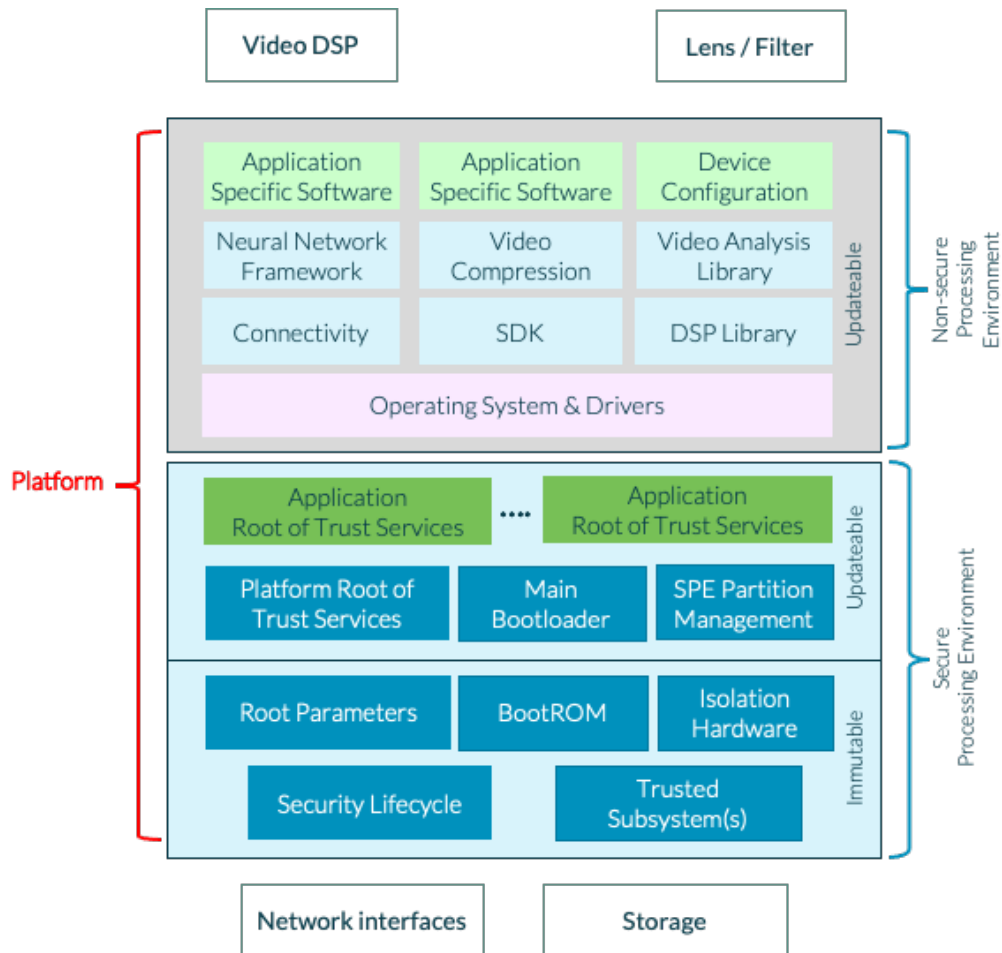 Video DSP
Lens / Filter
Application
Specific Software
Application
Specific Software
Device
Configuration
Neural Network
Framework
Video
Compression
Video Analysis
Library
Connectivity
SDK
DSP Library
Operating System & Drivers
Updateable
Non-secure
Processing
Environment
Platform
Application
Root of Trust Services
....
Application
Root of Trust Services
Platform Root of
Trust Services
Main
Bootloader
SPE Partition
Management
Updateable
Secure
Processing Environment
Root Parameters
BootROM
Isolation
Hardware
Security Lifecycle
Trusted
Subsystem(s)
Immutable
Network interfaces
Storage